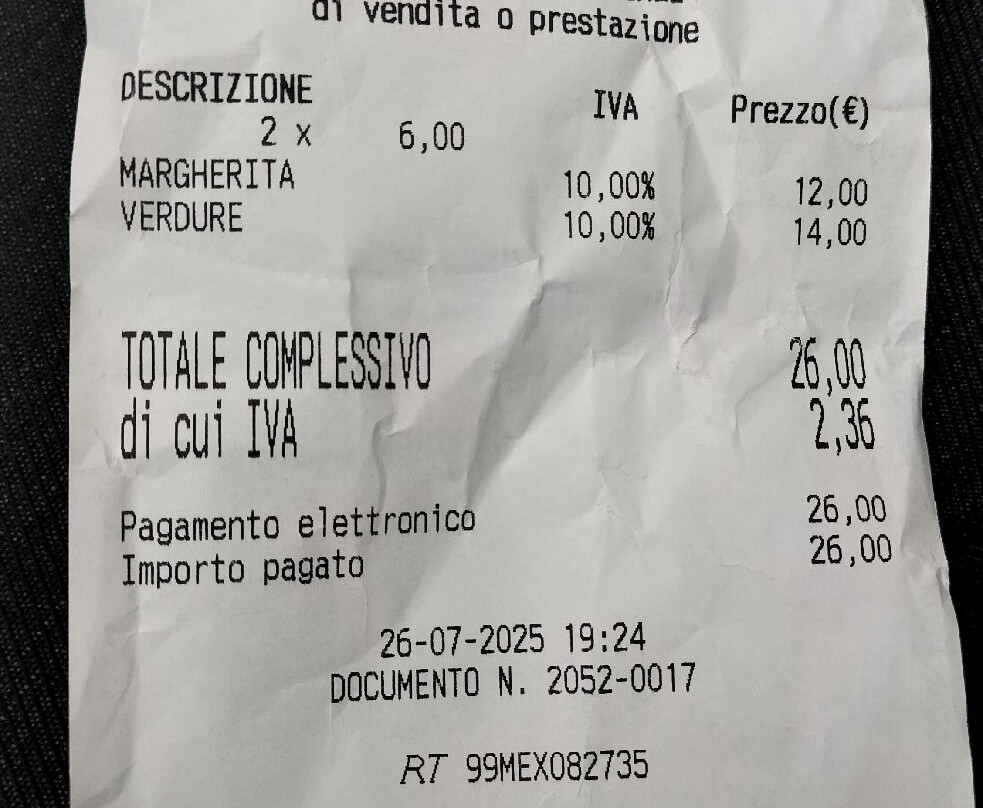 di vendita o prestazione
DESCRIZIONE IVA Prezzo(€)
2 x 6,00
MARGHERITA 10,00% 12,00
VERDURE 10,00% 14,00
TOTALE COMPLESSIVO 26,00
di cui IVA 2,36
Pagamento elettronico 26,00
Importo pagato 26,00
26-07-2025 19:24
DOCUMENTO N. 2052-0017
RT 99MEX082735